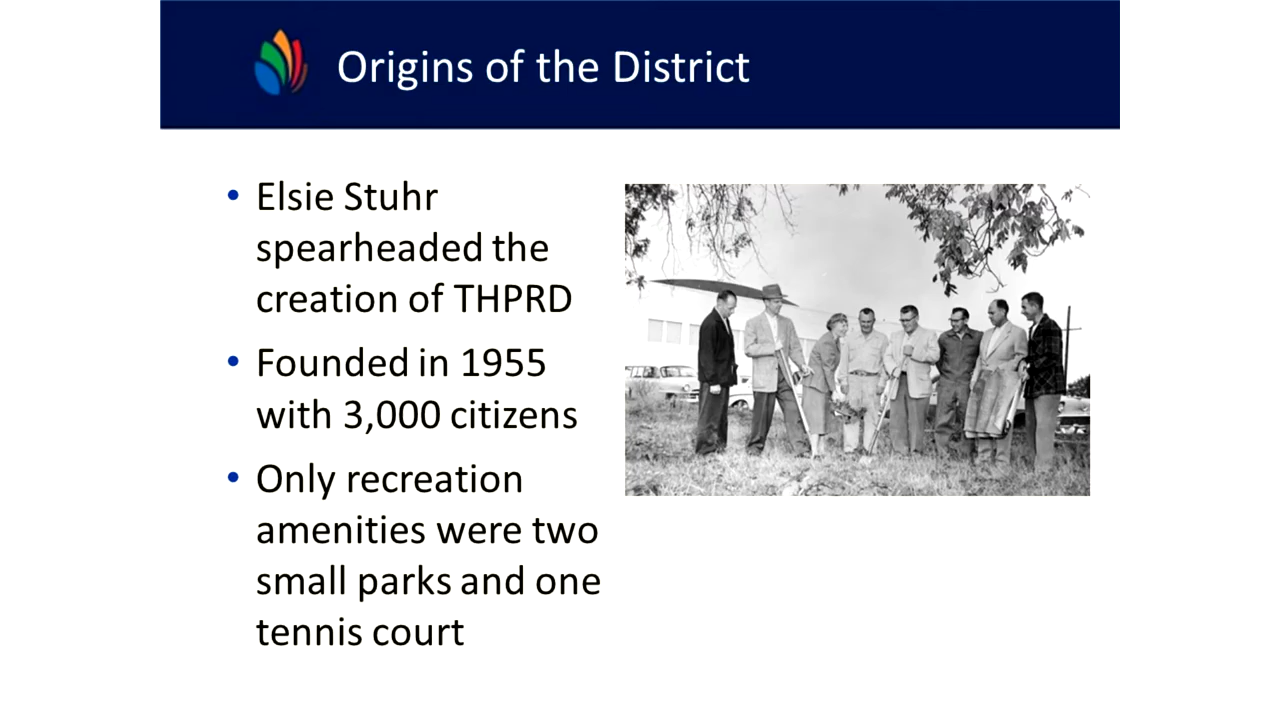 Origins of the District
• Elsie Stuhr
spearheaded the
creation of THPRD
• Founded in 1955
with 3,000 citizens
• Only recreation
amenities were two
small parks and one
tennis court